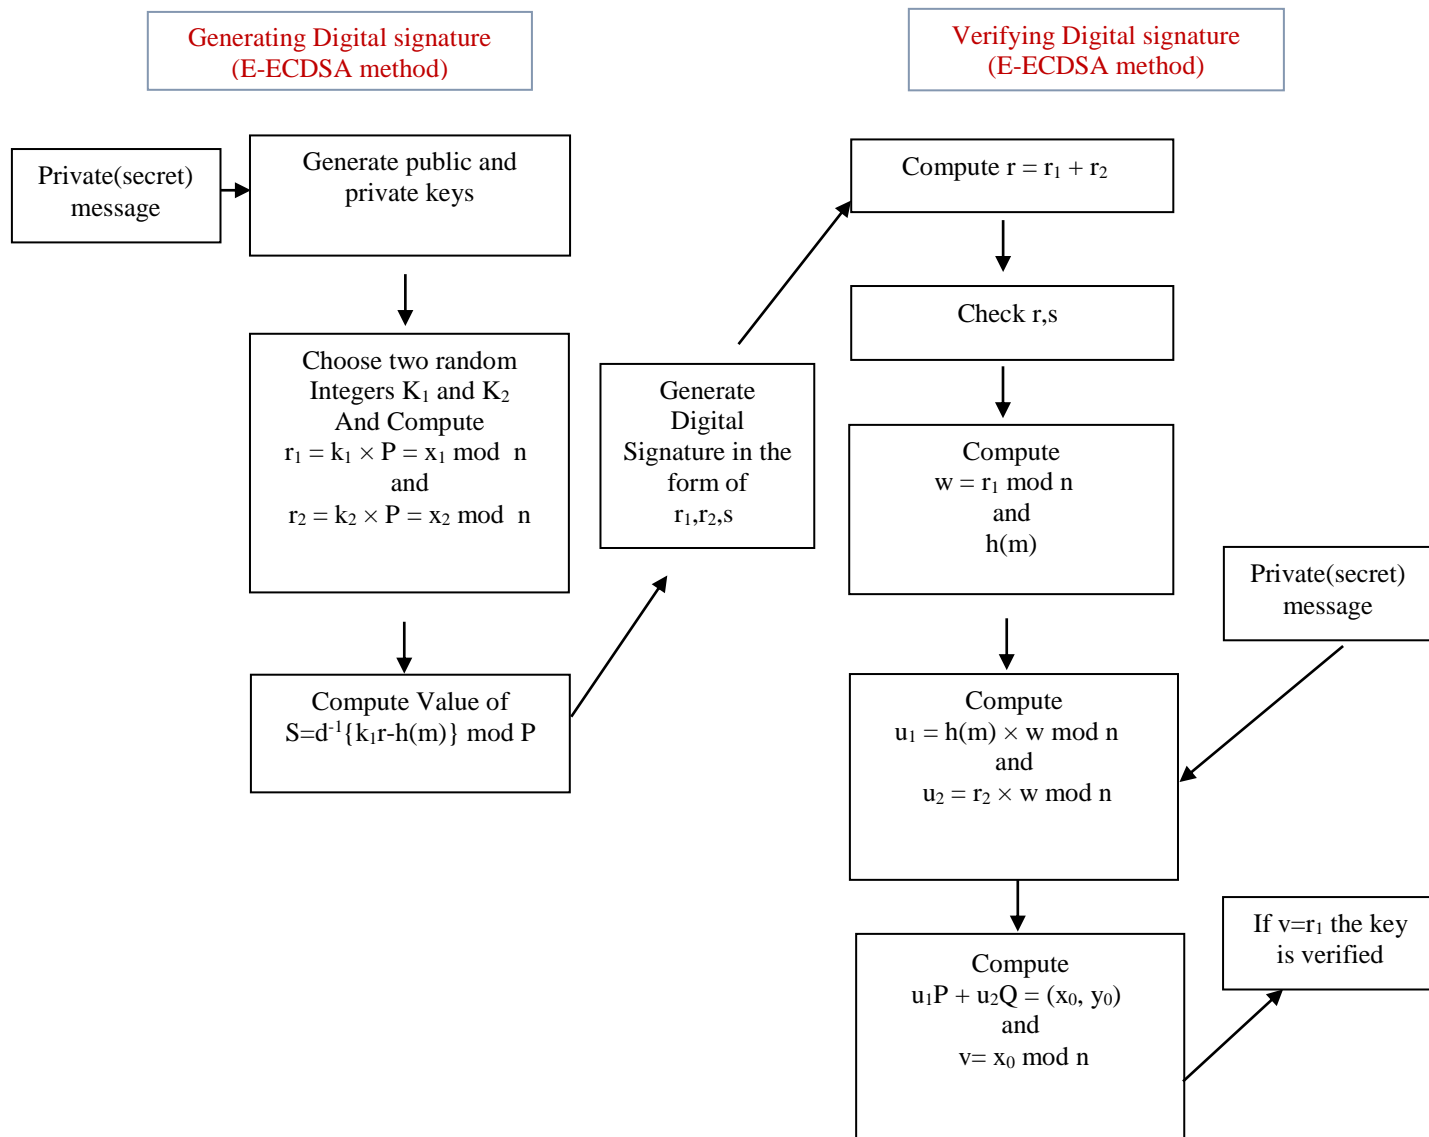 Generating Digital signature
(E-ECDSA method)
Private(secret)
message
Generate public and
private keys
Choose two random
Integers K₁ and K₂
And Compute
r₁ = k₁ × P = x₁ mod n
and
r₂ = k₂ × P = x₂ mod n
Compute Value of
S=d⁻¹{k₁r-h(m)} mod P
Generate
Digital
Signature in the
form of
r₁,r₂,s
Verifying Digital signature
(E-ECDSA method)
Compute r = r₁ + r₂
Check r,s
Compute
w = r₁ mod n
and
h(m)
Private(secret)
message
Compute
u₁ = h(m) × w mod n
and
u₂ = r₂ × w mod n
Compute
u₁P + u₂Q = (x₀, y₀)
and
v= x₀ mod n
If v=r₁ the key
is verified